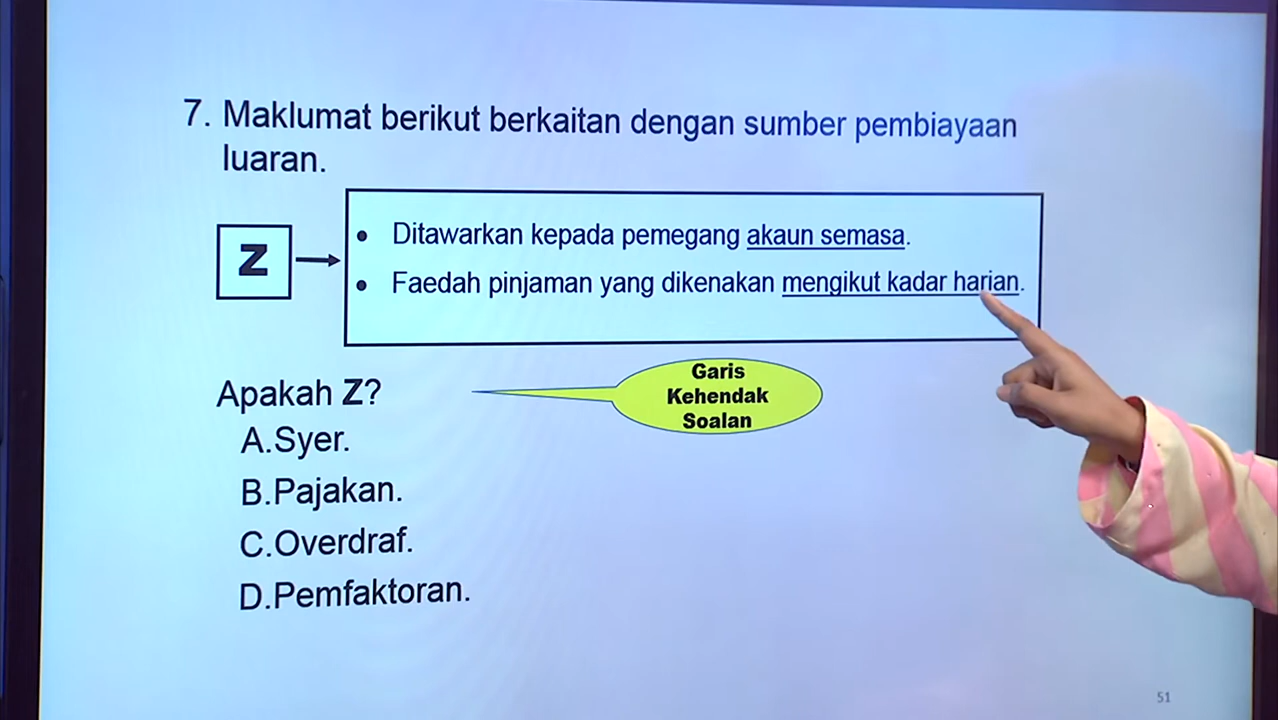 7. Maklumat berikut berkaitan dengan sumber pembiayaan
luaran.
Z
• Ditawarkan kepada pemegang akaun semasa.
• Faedah pinjaman yang dikenakan mengikut kadar harian.
Apakah Z?
Garis
Kehendak
Soalan
A.Syer.
B.Pajakan.
C.Overdraf.
D.Pemfaktoran.
51